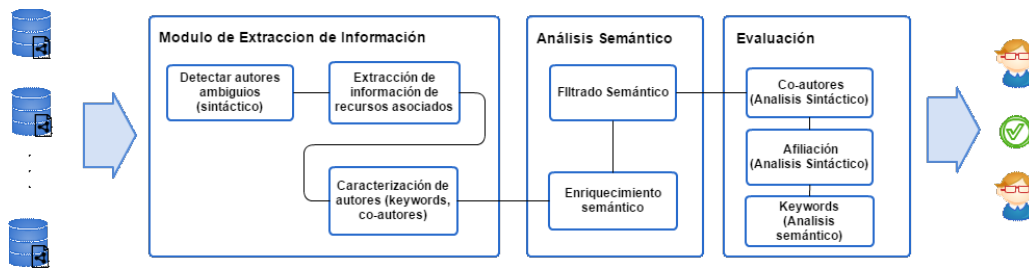 Modulo de Extraccion de Información
Detectar autores
ambiguios
(sintáctico)
Extracción de
información de
recursos asociados
Caracterización de
autores (keywords,
co-autores)
Análisis Semántico
FIltrado Semántico
Enriquecimiento
semántico
Evaluación
Co-autores
(Analisis Sintáctico)
Afiliación
(Analisis Sintáctico)
Keywords
(Analisis
semántico)